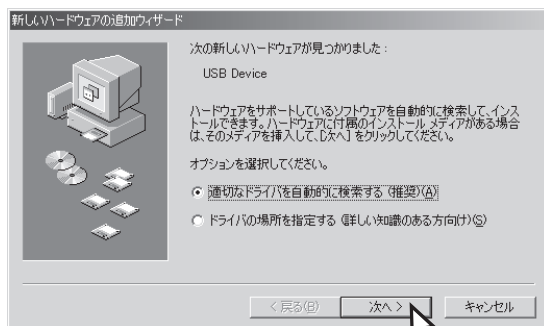 新しいハードウェアの追加ウィザード
次の新しいハードウェアが見つかりました :
USB Device
ハードウェアをサポートしているソフトウェアを自動的に検索して、インス
トールできます。ハードウェアに付属のインストール メディアがある場合
は、そのメディアを挿入して、[次へ] をクリックしてください。
オプションを選択してください。
適切なドライバを自動的に検索する (推奨)(A)
ドライバの場所を指定する (詳しい知識のある方向け)(S)
< 戻る(B) 次へ > キャンセル